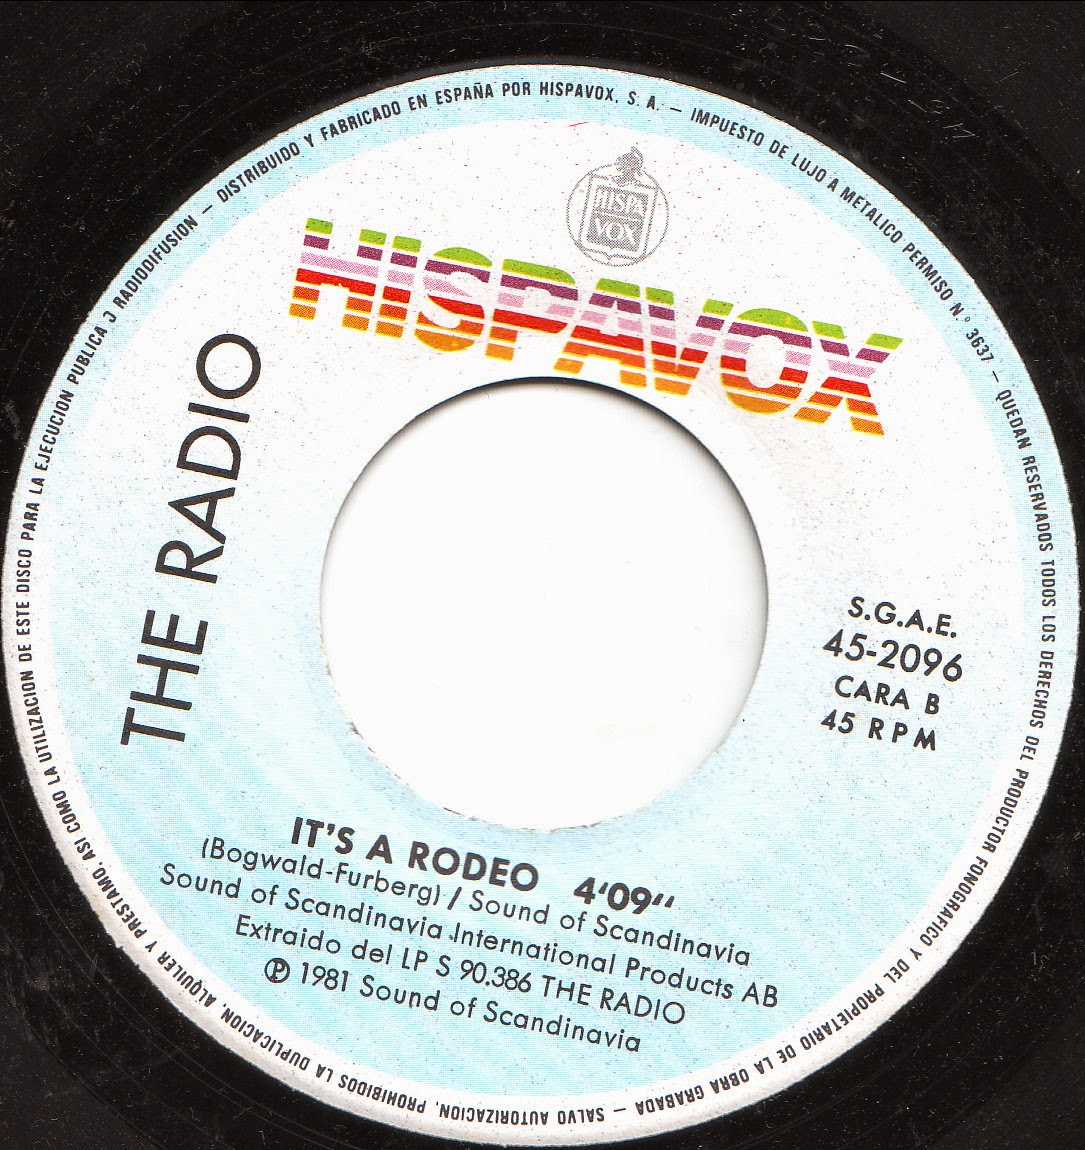 DISTRIBUIDO Y FABRICADO EN ESPAÑA POR HISPAVOX, S. A. — IMPUESTO DE LUJO A METALICO PERMISO N.º 3637 — QUEDAN RESERVADOS TODOS LOS DERECHOS DEL PRODUCTOR FONOGRAFICO Y DEL PROPIETARIO DE LA OBRA GRABADA — SALVO AUTORIZACION, PROHIBIDOS LA DUPLICACION, ALQUILER Y PRESTAMO, ASI COMO LA UTILIZACION DE ESTE DISCO PARA LA EJECUCION PUBLICA J RADIODIFUSION —
HISPA
VOX
HISPAVOX
THE RADIO
S.G.A.E.
45-2096
CARA B
45 RPM
IT'S A RODEO 4'09"
(Bogwald-Furberg) / Sound of Scandinavia
Sound of Scandinavia International Products AB
Extraido del LP S 90.386 THE RADIO
℗ 1981 Sound of Scandinavia